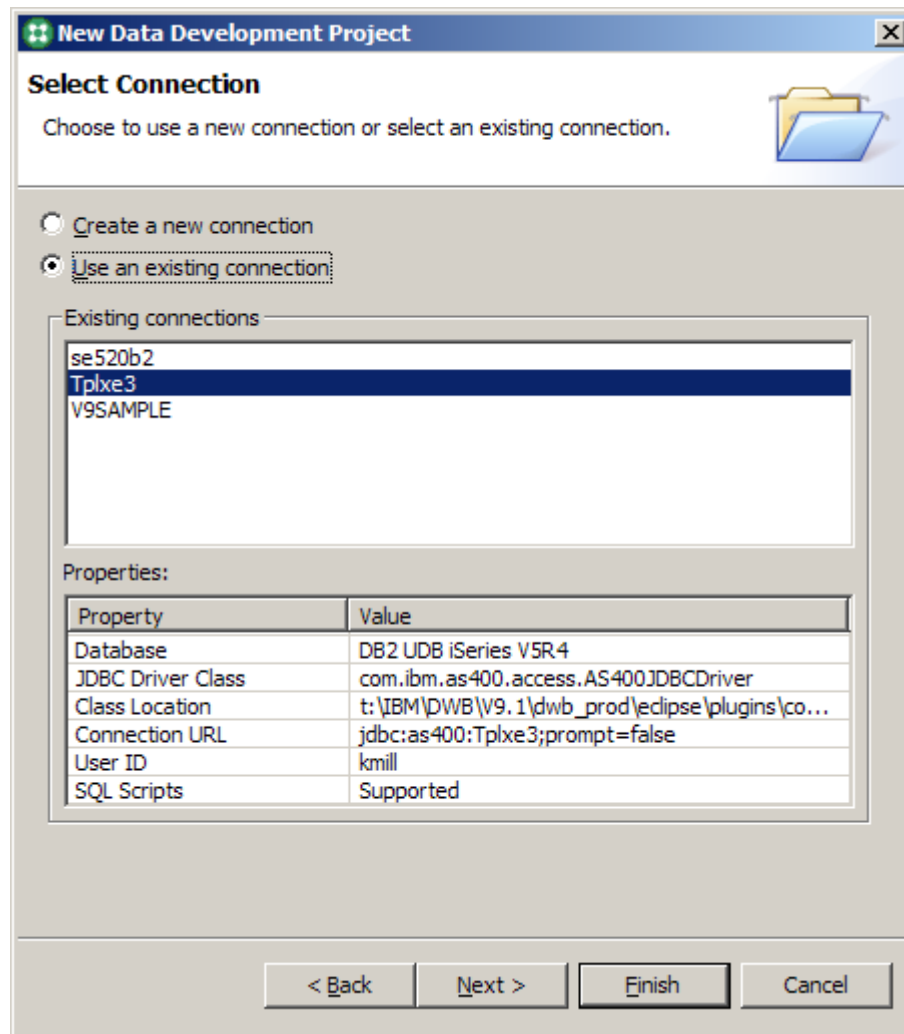 New Data Development Project
Select Connection
Choose to use a new connection or select an existing connection.
Create a new connection
Use an existing connection
Existing connections
se520b2
Tplxe3
V9SAMPLE
Properties:
Property Value
Database DB2 UDB iSeries V5R4
JDBC Driver Class com.ibm.as400.access.AS400JDBCDriver
Class Location t:\IBM\DWB\V9.1\dwb_prod\eclipse\plugins\co...
Connection URL jdbc:as400:Tplxe3;prompt=false
User ID kmill
SQL Scripts Supported
< Back Next > Finish Cancel